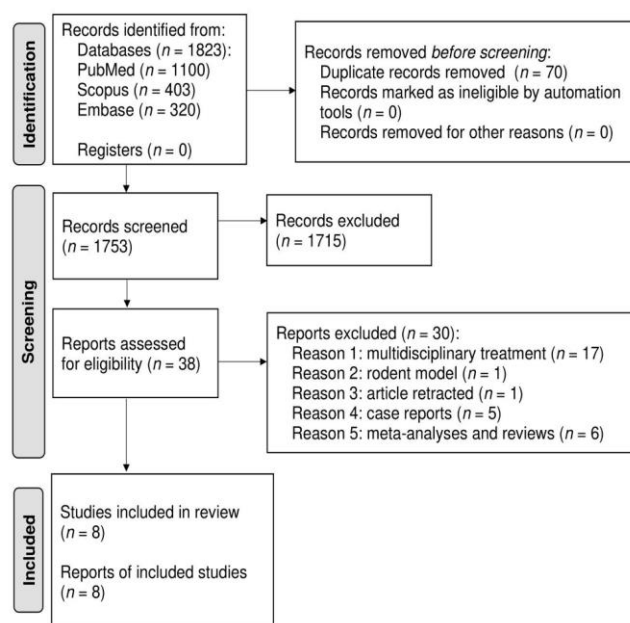 Identification
Records identified from:
Databases (n = 1823):
PubMed (n = 1100)
Scopus (n = 403)
Embase (n = 320)
Registers (n = 0)
Records removed before screening:
Duplicate records removed (n = 70)
Records marked as ineligible by automation
tools (n = 0)
Records removed for other reasons (n = 0)
Screening
Records screened
(n = 1753)
Records excluded
(n = 1715)
Reports assessed
for eligibility (n = 38)
Reports excluded (n = 30):
Reason 1: multidisciplinary treatment (n = 17)
Reason 2: rodent model (n = 1)
Reason 3: article retracted (n = 1)
Reason 4: case reports (n = 5)
Reason 5: meta-analyses and reviews (n = 6)
Included
Studies included in review
(n = 8)
Reports of included studies
(n = 8)